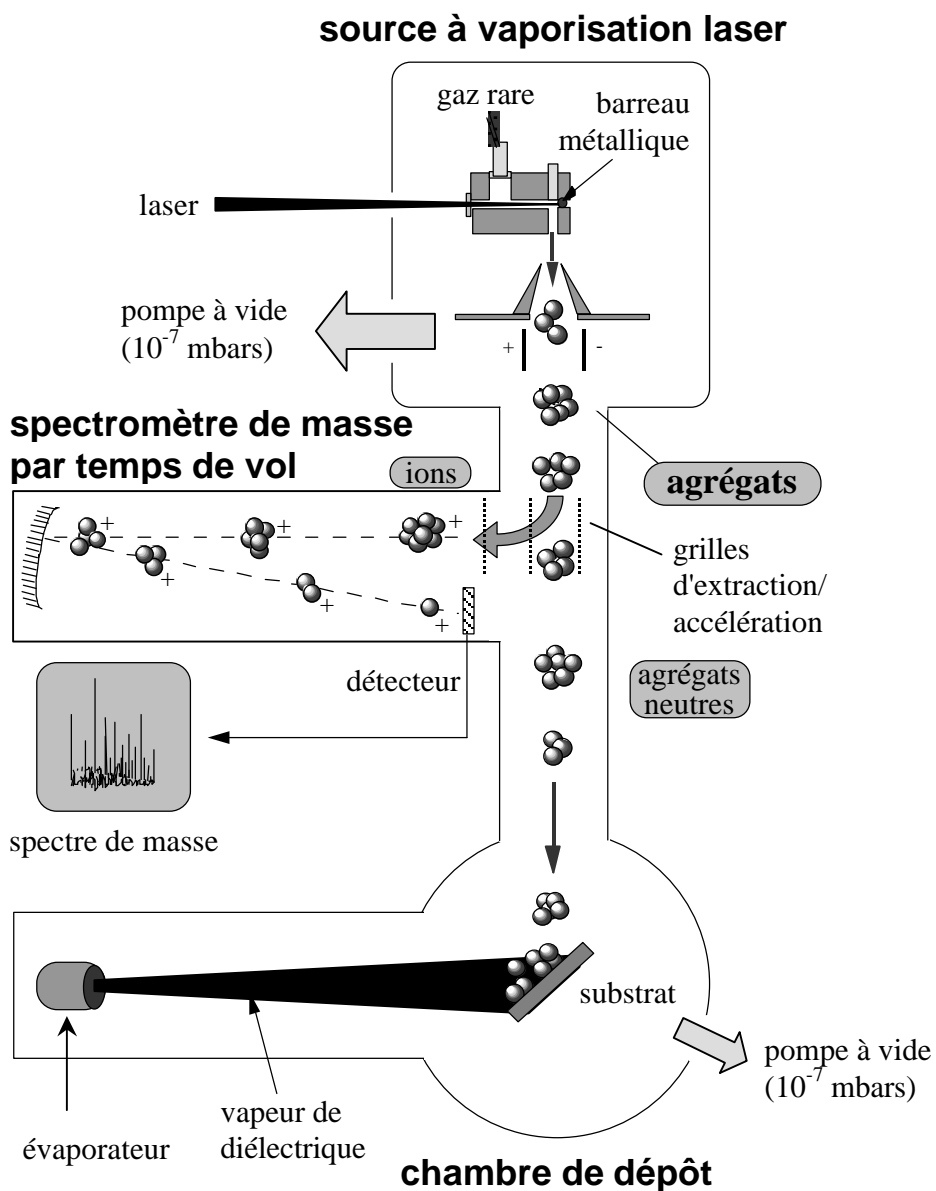 source à vaporisation laser
gaz rare
barreau
métallique
laser
pompe à vide
(10-7 mbars)
+
-
spectromètre de masse
par temps de vol
ions
agrégats
+
+
+
+
+
+
grilles
d'extraction/
accélération
détecteur
agrégats
neutres
spectre de masse
substrat
pompe à vide
(10-7 mbars)
évaporateur
vapeur de
diélectrique
chambre de dépôt